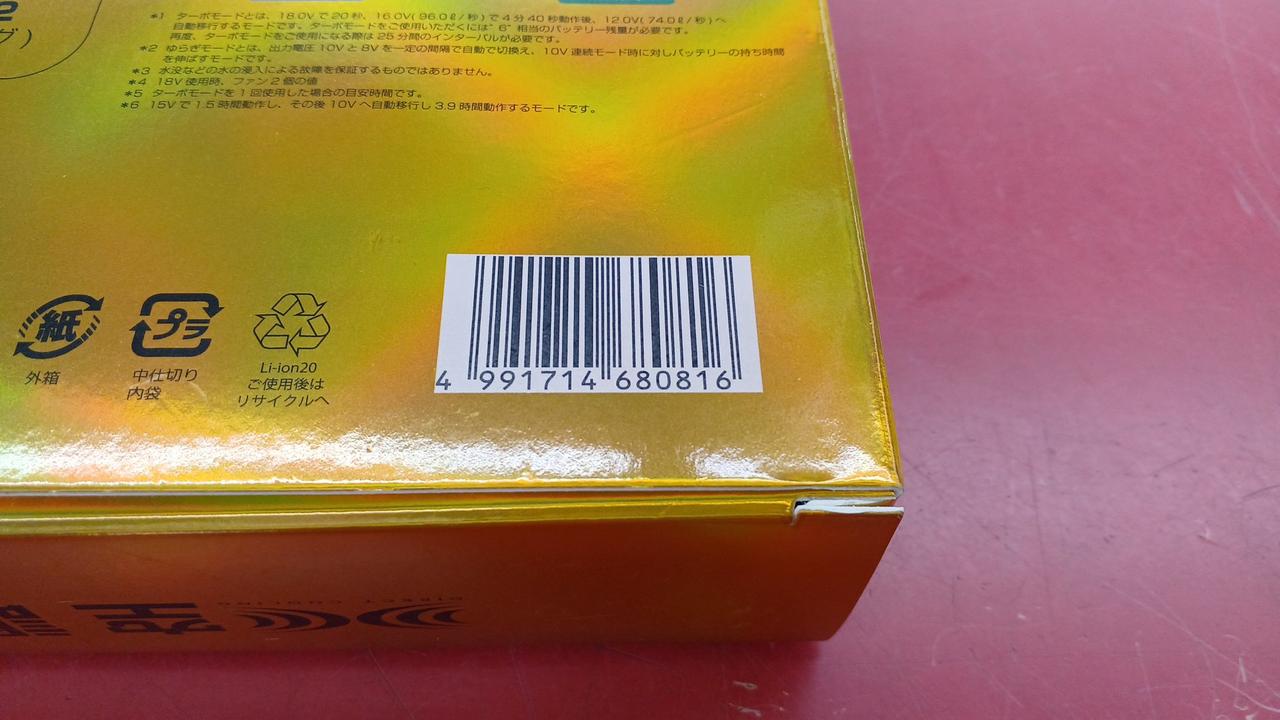 2
グ)
*1 ターボモードとは、18.0Vで20秒、16.0V(96.0ℓ/秒)で4分40秒動作後、12.0V(74.0ℓ/秒)へ
自動移行するモードです。ターボモードをご使用いただくには"6"相当のバッテリー残量が必要です。
再度、ターボモードをご使用になる際は25分間のインターバルが必要です。
*2 ゆらぎモードとは、出力電圧10Vと8Vを一定の間隔で自動で切換え、10V連続モード時に対しバッテリーの持ち時間
を伸ばすモードです。
*3 水没などの水の浸入による故障を保証するものではありません。
*4 18V使用時、ファン2個の値
*5 ターボモードを1回使用した場合の目安時間です。
*6 15Vで1.5時間動作し、その後10Vへ自動移行し3.9時間動作するモードです。
紙
外箱
プラ
中仕切り
内袋
Li-ion20
ご使用後は
リサイクルへ
4 991714 680816
DIRECT COOLING
空調